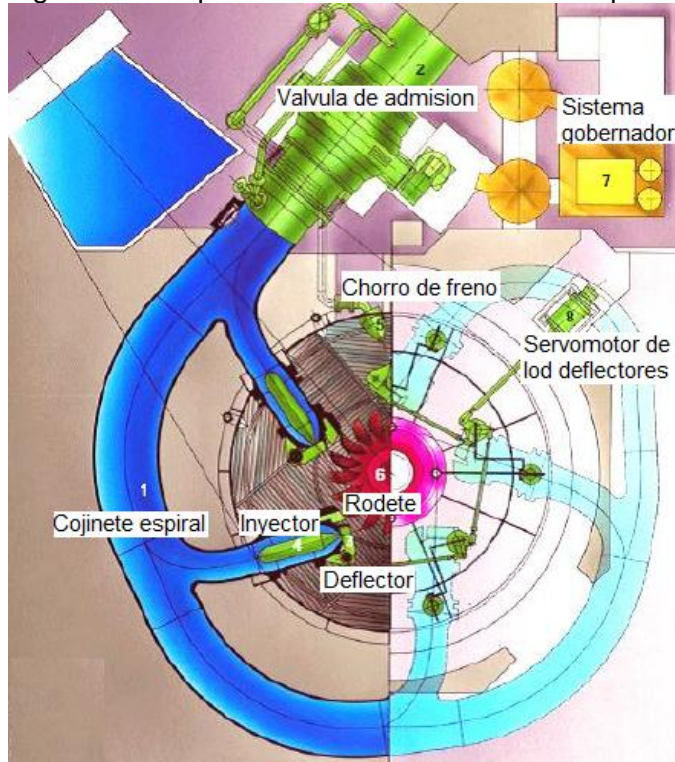 2
Valvula de admision
Sistema
gobernador
7
Chorro de freno
5
8
Servomotor de
lod deflectores
6
1
Rodete
Cojinete espiral
Inyector
4
Deflector